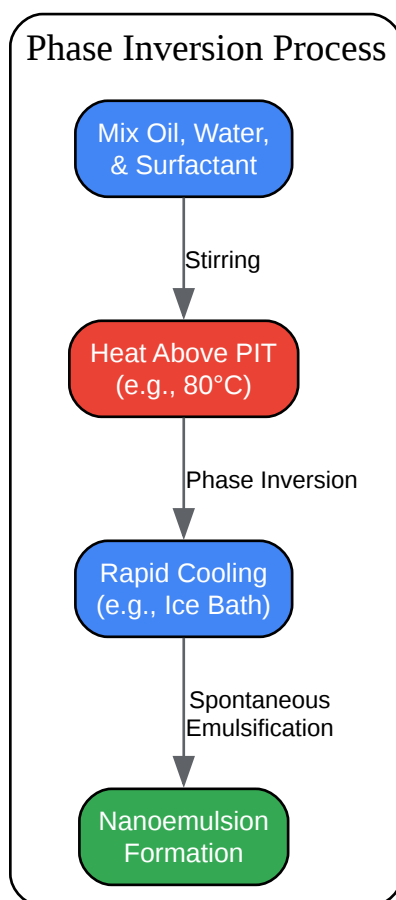 Phase Inversion Process
Mix Oil, Water,
& Surfactant
Stirring
Heat Above PIT
(e.g., 80°C)
Phase Inversion
Rapid Cooling
(e.g., Ice Bath)
Spontaneous
Emulsification
Nanoemulsion
Formation